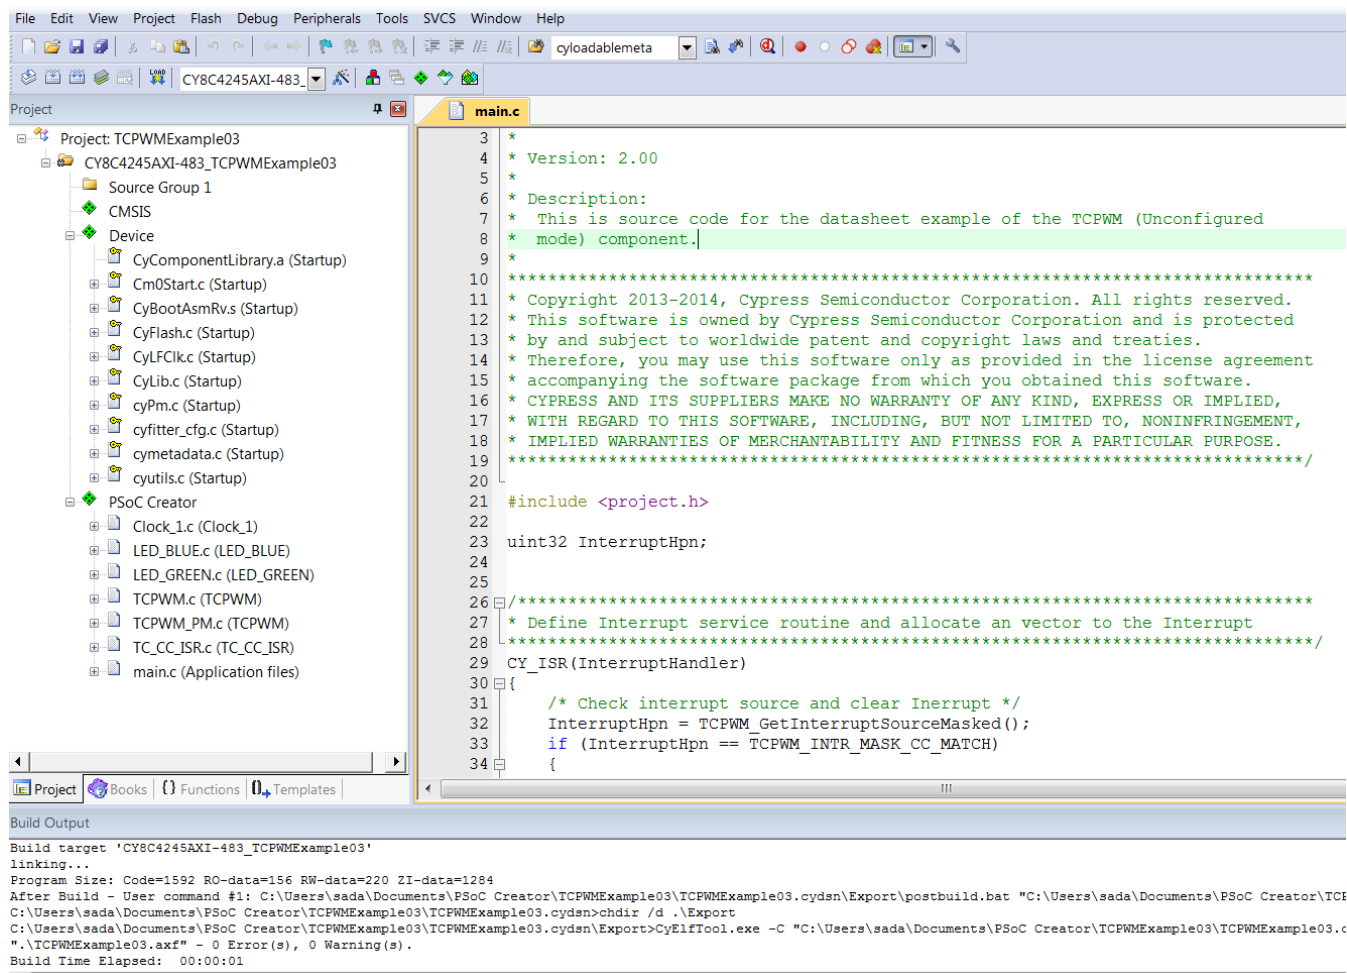 File Edit View Project Flash Debug Peripherals Tools SVCS Window Help
cyloadablemeta
LOAD CY8C4245AXI-483_
Project
Project: TCPWMExample03
CY8C4245AXI-483_TCPWMExample03
Source Group 1
CMSIS
Device
CyComponentLibrary.a (Startup)
Cm0Start.c (Startup)
CyBootAsmRv.s (Startup)
CyFlash.c (Startup)
CyLFClk.c (Startup)
CyLib.c (Startup)
cyPm.c (Startup)
cyfitter_cfg.c (Startup)
cymetadata.c (Startup)
cyutils.c (Startup)
PSoC Creator
Clock_1.c (Clock_1)
LED_BLUE.c (LED_BLUE)
LED_GREEN.c (LED_GREEN)
TCPWM.c (TCPWM)
TCPWM_PM.c (TCPWM)
TC_CC_ISR.c (TC_CC_ISR)
main.c (Application files)
Project Books {} Functions Templates
main.c
3 *
4 * Version: 2.00
5 *
6 * Description:
7 *  This is source code for the datasheet example of the TCPWM (Unconfigured
8 *  mode) component.
9 *
10 ********************************************************************************
11 * Copyright 2013-2014, Cypress Semiconductor Corporation. All rights reserved.
12 * This software is owned by Cypress Semiconductor Corporation and is protected
13 * by and subject to worldwide patent and copyright laws and treaties.
14 * Therefore, you may use this software only as provided in the license agreement
15 * accompanying the software package from which you obtained this software.
16 * CYPRESS AND ITS SUPPLIERS MAKE NO WARRANTY OF ANY KIND, EXPRESS OR IMPLIED,
17 * WITH REGARD TO THIS SOFTWARE, INCLUDING, BUT NOT LIMITED TO, NONINFRINGEMENT,
18 * IMPLIED WARRANTIES OF MERCHANTABILITY AND FITNESS FOR A PARTICULAR PURPOSE.
19 *******************************************************************************/
20
21 #include <project.h>
22
23 uint32 InterruptHpn;
24
25
26 /*******************************************************************************
27 * Define Interrupt service routine and allocate an vector to the Interrupt
28 ********************************************************************************/
29 CY_ISR(InterruptHandler)
30 {
31     /* Check interrupt source and clear Inerrupt */
32     InterruptHpn = TCPWM_GetInterruptSourceMasked();
33     if (InterruptHpn == TCPWM_INTR_MASK_CC_MATCH)
34     {
Build Output
Build target 'CY8C4245AXI-483_TCPWMExample03'
linking...
Program Size: Code=1592 RO-data=156 RW-data=220 ZI-data=1284
After Build - User command #1: C:\Users\sada\Documents\PSoC Creator\TCPWMExample03\TCPWMExample03.cydsn\Export\postbuild.bat "C:\Users\sada\Documents\PSoC Creator\TCP
C:\Users\sada\Documents\PSoC Creator\TCPWMExample03\TCPWMExample03.cydsn>chdir /d .\Export
C:\Users\sada\Documents\PSoC Creator\TCPWMExample03\TCPWMExample03.cydsn\Export>CyElfTool.exe -C "C:\Users\sada\Documents\PSoC Creator\TCPWMExample03\TCPWMExample03.c
".\TCPWMExample03.axf" - 0 Error(s), 0 Warning(s).
Build Time Elapsed:  00:00:01